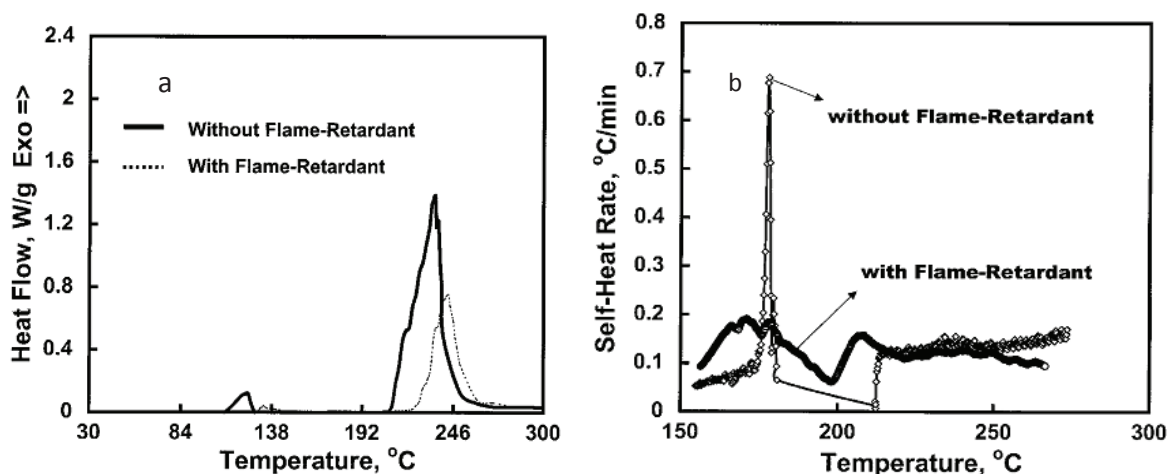 a
Heat Flow, W/g Exo =>
2.4
2
1.6
1.2
0.8
0.4
0
Without Flame-Retardant
With Flame-Retardant
30 84 138 192 246 300
Temperature, °C
b
Self-Heat Rate, °C/min
0.8
0.7
0.6
0.5
0.4
0.3
0.2
0.1
0
without Flame-Retardant
with Flame-Retardant
150 200 250 300
Temperature, °C